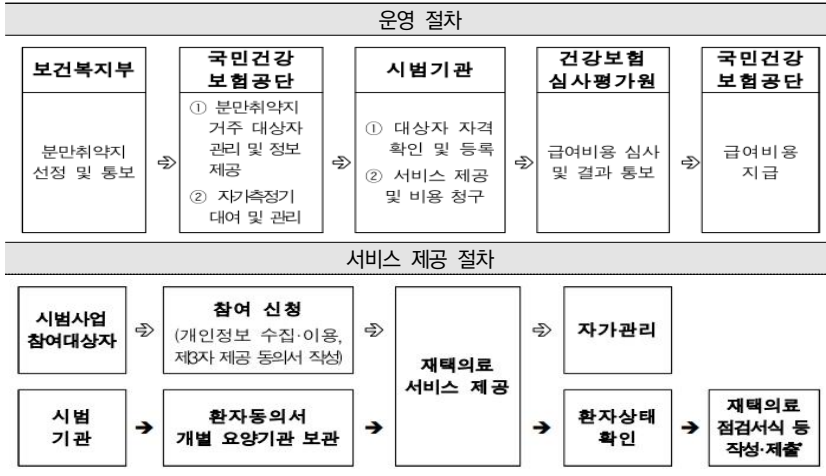 운영 절차
보건복지부
분만취약지
선정 및 통보
⇨
국민건강
보험공단
① 분만취약지
거주 대상자
관리 및 정보
제공
② 자가측정기
대여 및 관리
⇨
시범기관
① 대상자 자격
확인 및 등록
② 서비스 제공
및 비용 청구
⇨
건강보험
심사평가원
급여비용 심사
및 결과 통보
⇨
국민건강
보험공단
급여비용
지급
서비스 제공 절차
시범사업
참여대상자
⇨
참여 신청
(개인정보 수집·이용,
제3자 제공 동의서 작성)
⇨
재택의료
서비스 제공
⇨
자가관리
시범
기관
➔
환자동의서
개별 요양기관 보관
➔
환자상태
확인
➔
재택의료
점검서식 등
작성·제출*